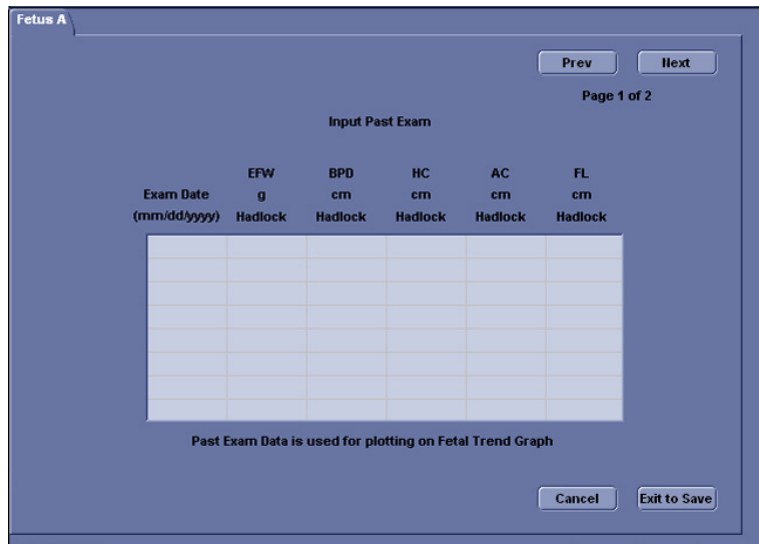 Fetus A
Prev Next
Page 1 of 2
Input Past Exam
EFW BPD HC AC FL
Exam Date g cm cm cm cm
(mm/dd/yyyy) Hadlock Hadlock Hadlock Hadlock Hadlock
Past Exam Data is used for plotting on Fetal Trend Graph
Cancel Exit to Save